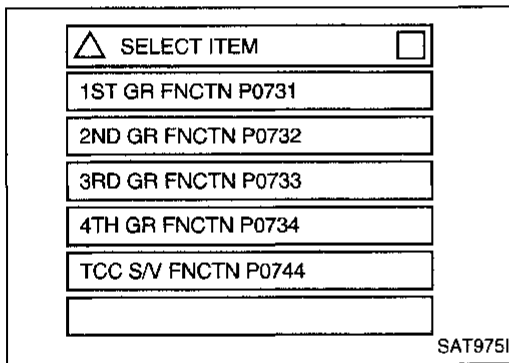 SELECT ITEM
1ST GR FNCTN P0731
2ND GR FNCTN P0732
3RD GR FNCTN P0733
4TH GR FNCTN P0734
TCC S/V FNCTN P0744
SAT975I